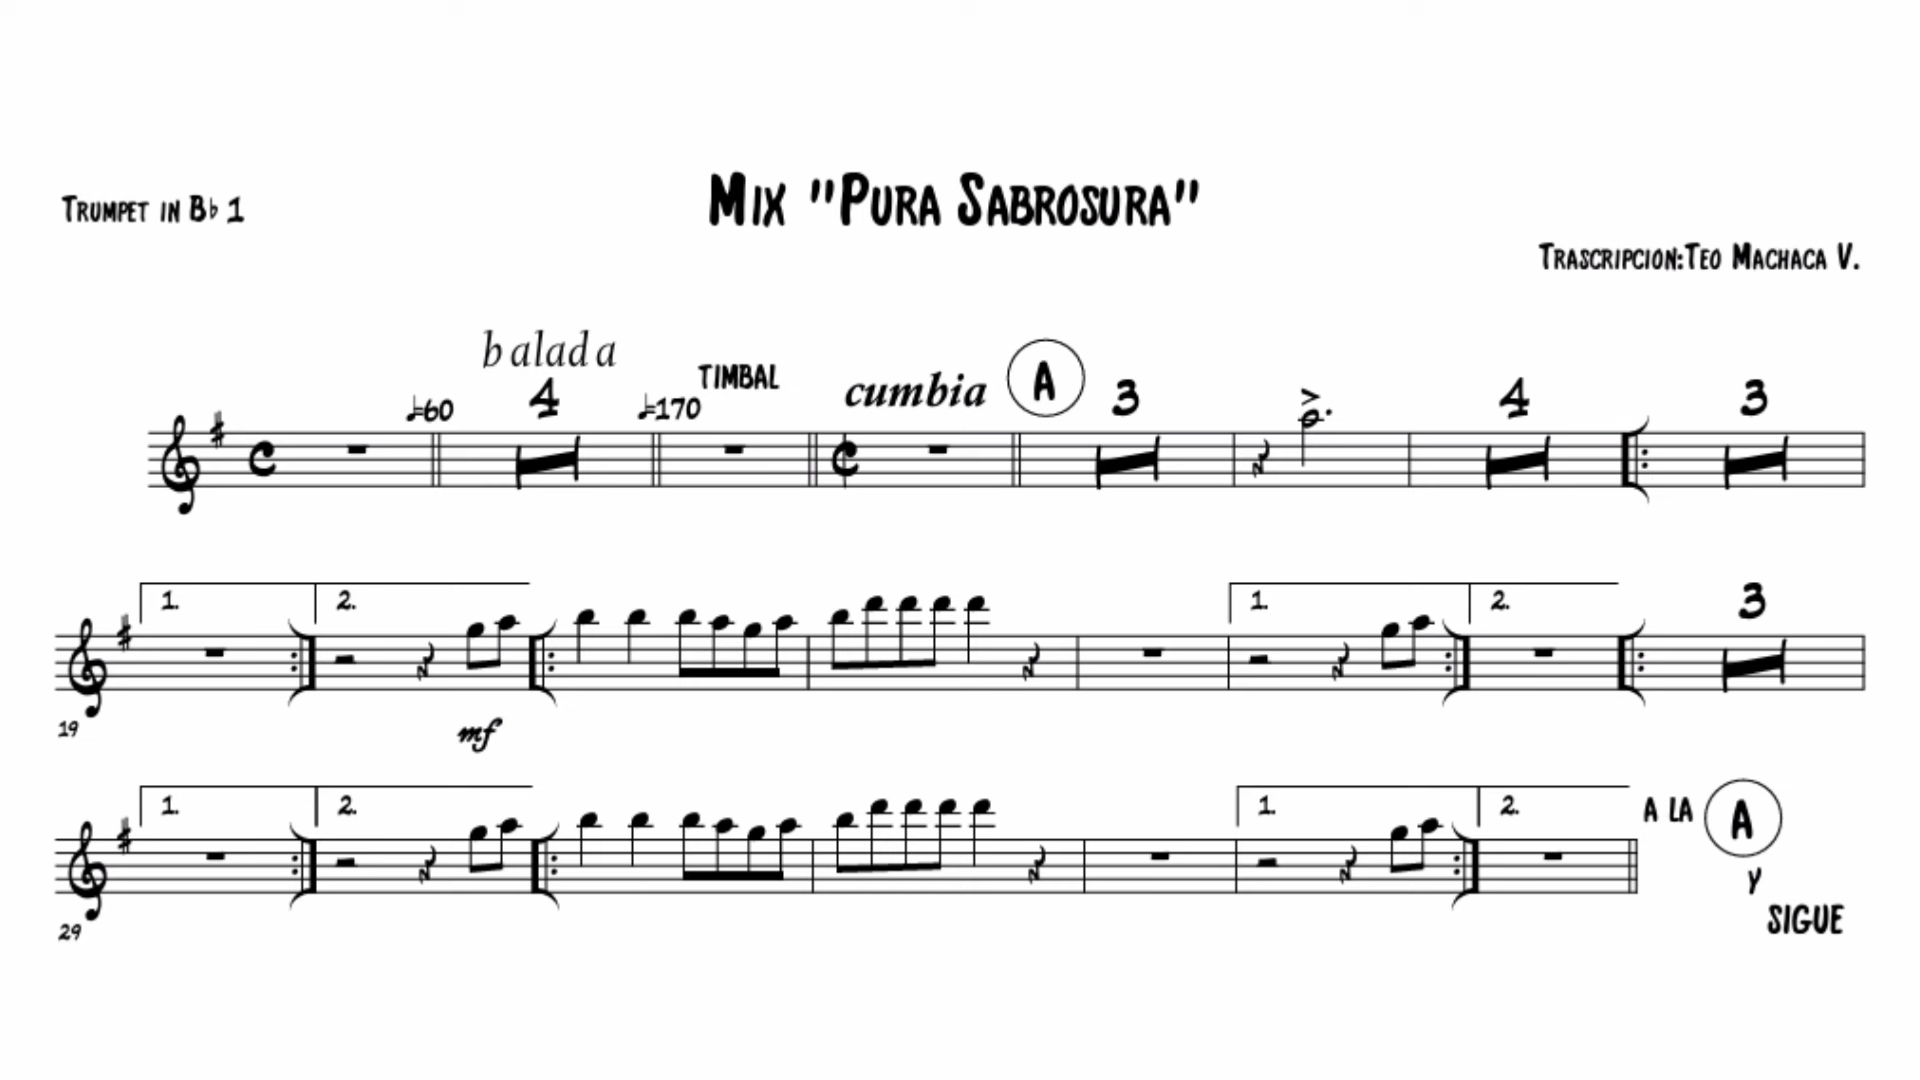 Trumpet in B♭ 1
Mix "Pura Sabrosura"
Trascripcion:Teo Machaca V.
balada
TIMBAL
cumbia
A
3
♩=60
4
♩=170
4
3
1.
2.
1.
2.
3
19
mf
1.
2.
1.
2.
A LA
A
Y
SIGUE
29